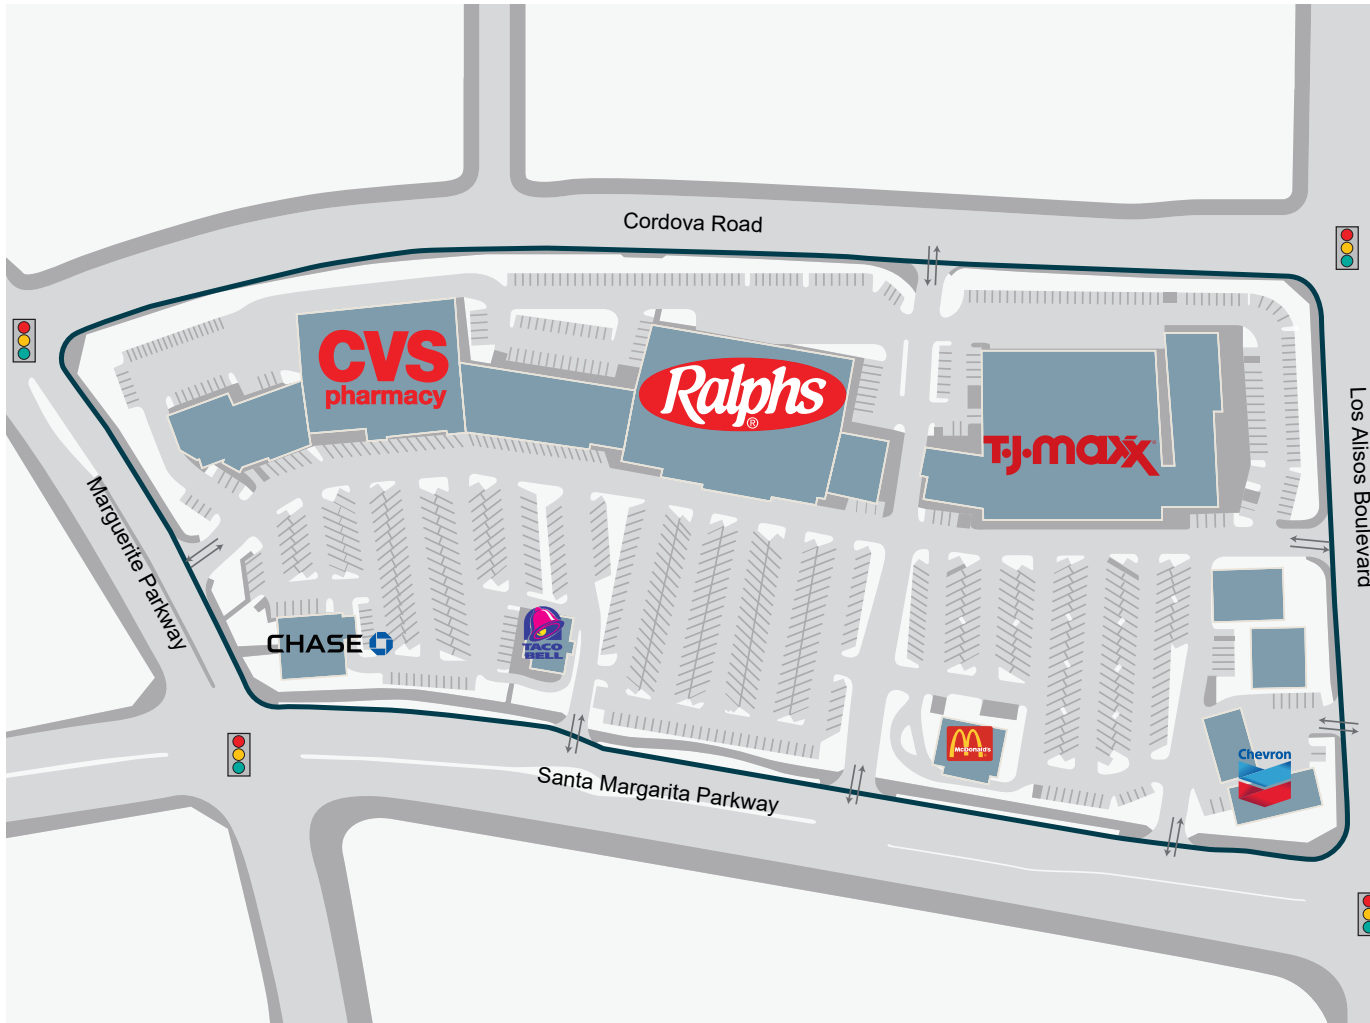 Cordova Road
CVS
pharmacy
Ralphs
®
T·J·maxx
Los Alisos Boulevard
Marguerite Parkway
CHASE
TACO
BELL
McDonald's
Chevron
Santa Margarita Parkway